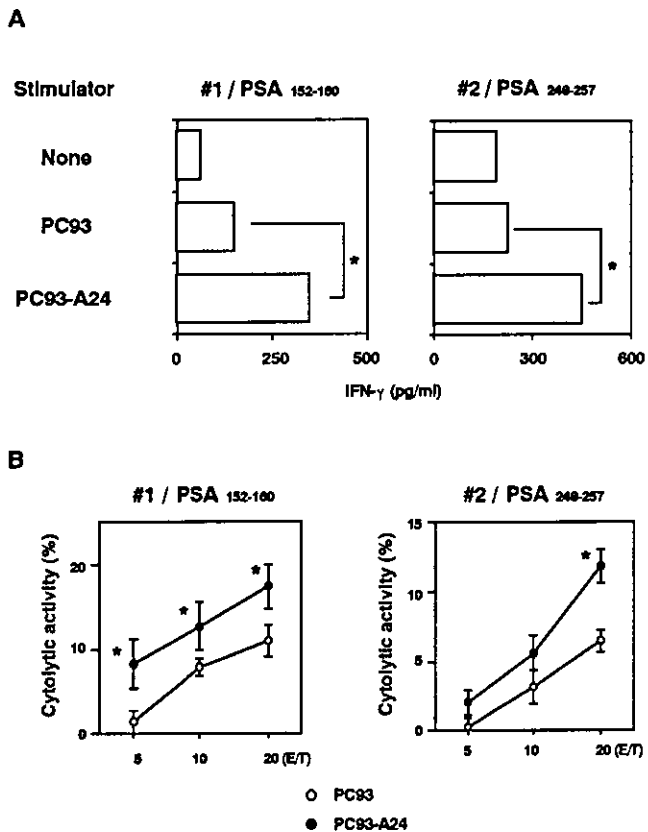 A
Stimulator #1 / PSA 152-160 #2 / PSA 248-257
None
PC93
*
*
PC93-A24
0 250 500 0 300 600
IFN-γ (pg/ml)
B
#1 / PSA 152-160 #2 / PSA 248-257
Cytolytic activity (%)
20
10
0
* * *
5 10 20 (E/T)
Cytolytic activity (%)
15
10
5
0
*
5 10 20 (E/T)
PC93
PC93-A24